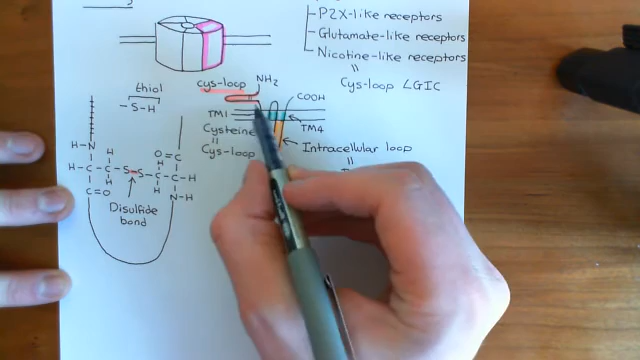 P2X-like receptors
Glutamate-like receptors
Nicotine-like receptors
=
Cys-loop LGIC
cys-loop
NH2
COOH
TM1
TM4
Cysteine
=
Cys-loop
Intracellular loop
=
thiol
-S-H
H-N
H H
H-C-C-S-S-C-C-H
H H
C=O
O=C
N-H
Disulfide
bond